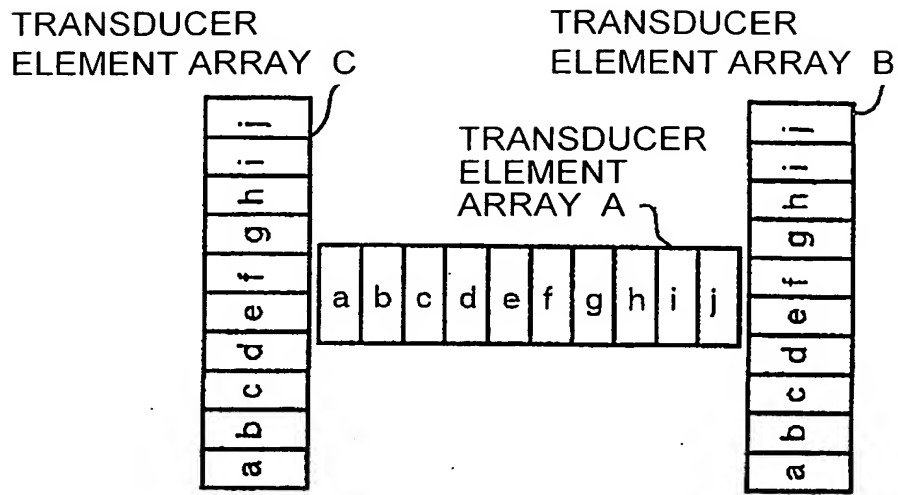 TRANSDUCER
ELEMENT ARRAY C
TRANSDUCER
ELEMENT ARRAY B
TRANSDUCER
ELEMENT
ARRAY A
a b c d e f g h i j
a b c d e f g h i j
a b c d e f g h i j